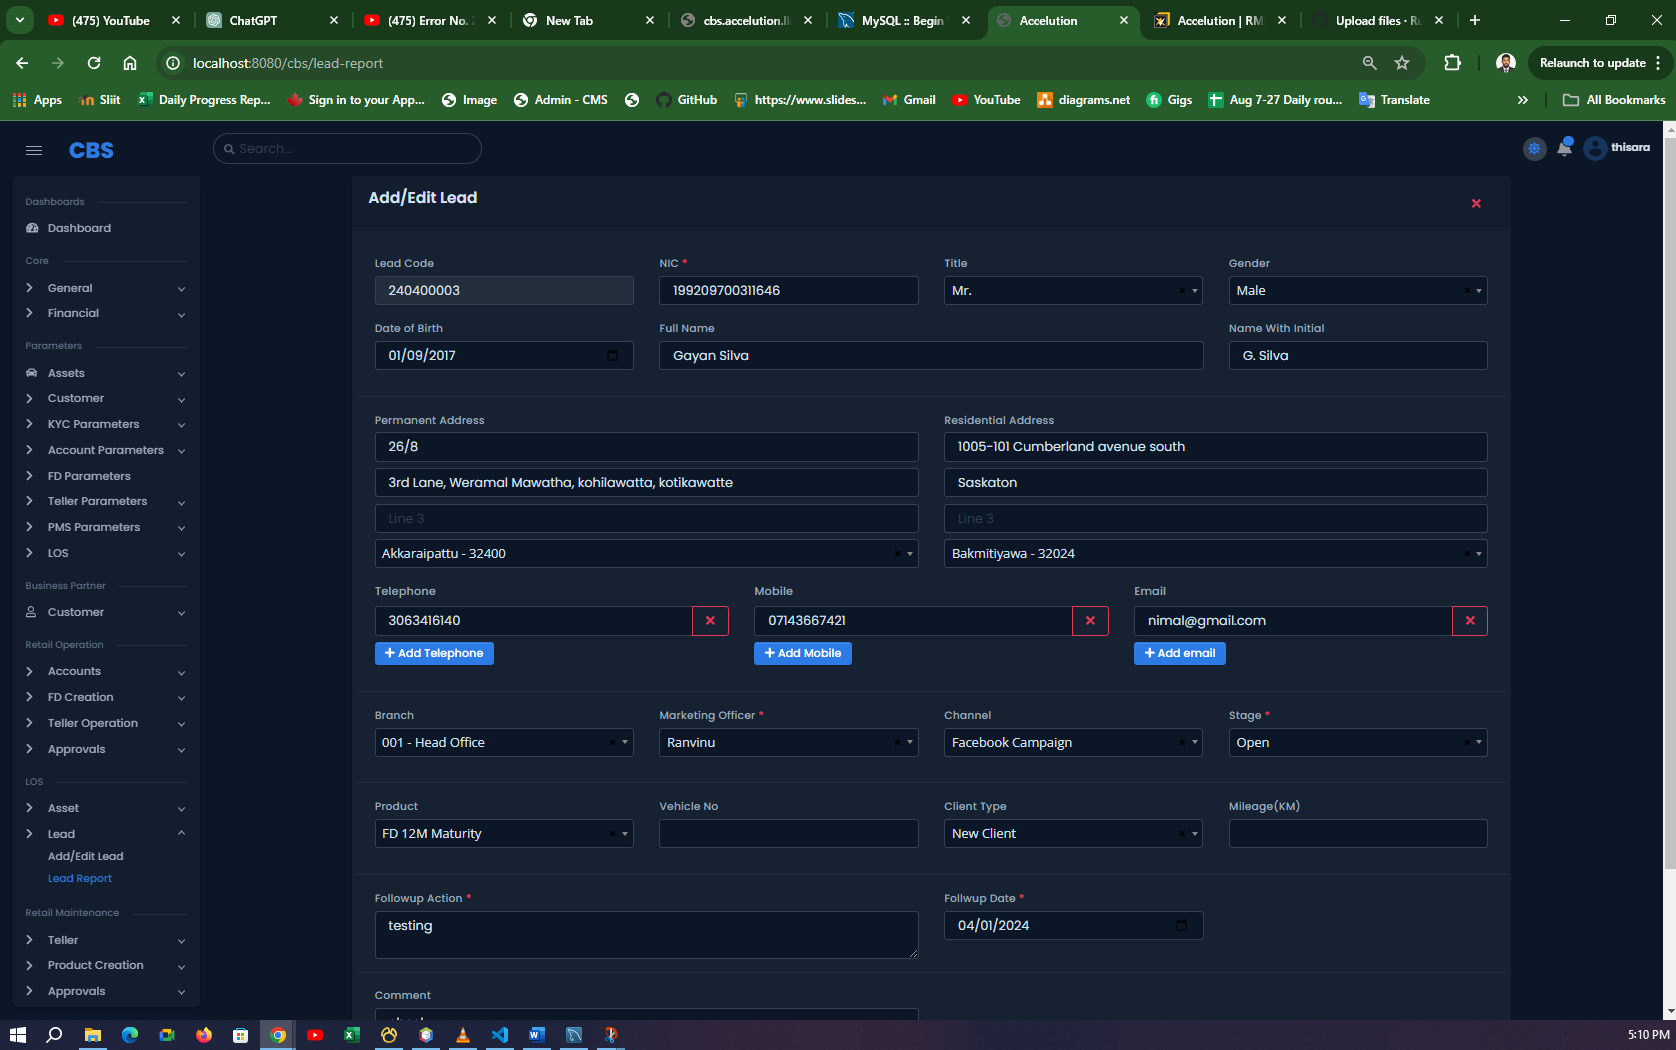 (475) YouTube
ChatGPT
(475) Error No. 2
New Tab
cbs.accelution.l
MySQL :: Begin
Accelution
Accelution | RM
Upload files · R
localhost:8080/cbs/lead-report
Relaunch to update
Apps
Sliit
Daily Progress Rep...
Sign in to your App...
Image
Admin - CMS
GitHub
https://www.slides...
Gmail
YouTube
diagrams.net
Gigs
Aug 7-27 Daily rou...
Translate
All Bookmarks
CBS
Search...
thisara
Dashboards
Dashboard
Core
General
Financial
Parameters
Assets
Customer
KYC Parameters
Account Parameters
FD Parameters
Teller Parameters
PMS Parameters
LOS
Business Partner
Customer
Retail Operation
Accounts
FD Creation
Teller Operation
Approvals
LOS
Asset
Lead
Add/Edit Lead
Lead Report
Retail Maintenance
Teller
Product Creation
Approvals
Add/Edit Lead
Lead Code
NIC *
Title
Gender
240400003
199209700311646
Mr.
Male
Date of Birth
Full Name
Name With Initial
01/09/2017
Gayan Silva
G. Silva
Permanent Address
Residential Address
26/8
1005-101 Cumberland avenue south
3rd Lane, Weramal Mawatha, kohilawatta, kotikawatte
Saskaton
Line 3
Line 3
Akkaraipattu - 32400
Bakmitiyawa - 32024
Telephone
Mobile
Email
3063416140
07143667421
nimal@gmail.com
+ Add Telephone
+ Add Mobile
+ Add email
Branch
Marketing Officer *
Channel
Stage *
001 - Head Office
Ranvinu
Facebook Campaign
Open
Product
Vehicle No
Client Type
Mileage(KM)
FD 12M Maturity
New Client
Followup Action *
Follwup Date *
testing
04/01/2024
Comment
5:10 PM